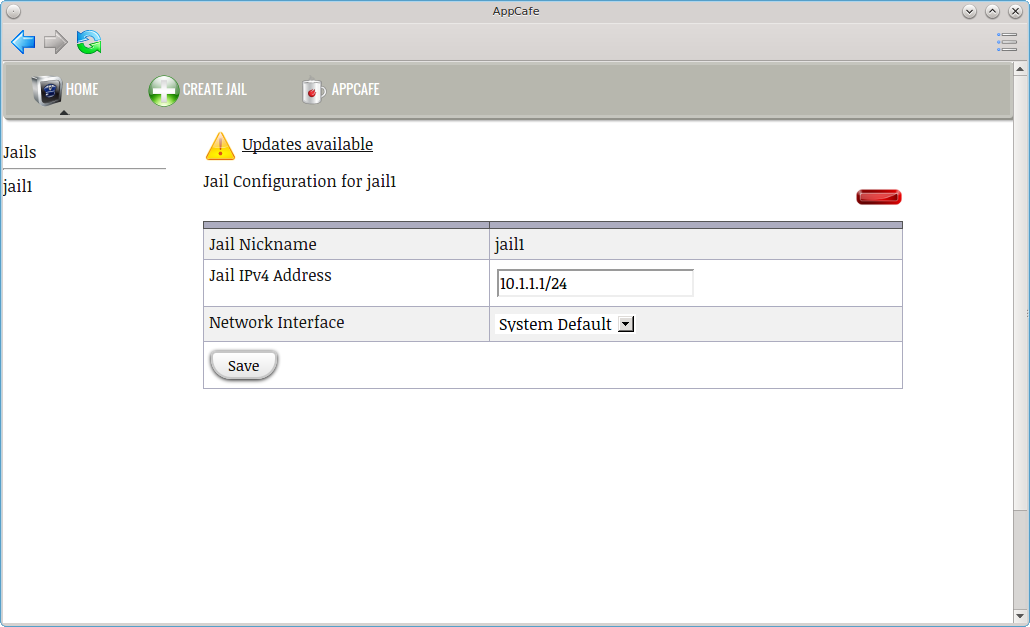 AppCafe
HOME
CREATE JAIL
APPCAFE
Jails
jail1
Updates available
Jail Configuration for jail1
Jail Nickname jail1
Jail IPv4 Address 10.1.1.1/24
Network Interface System Default
Save